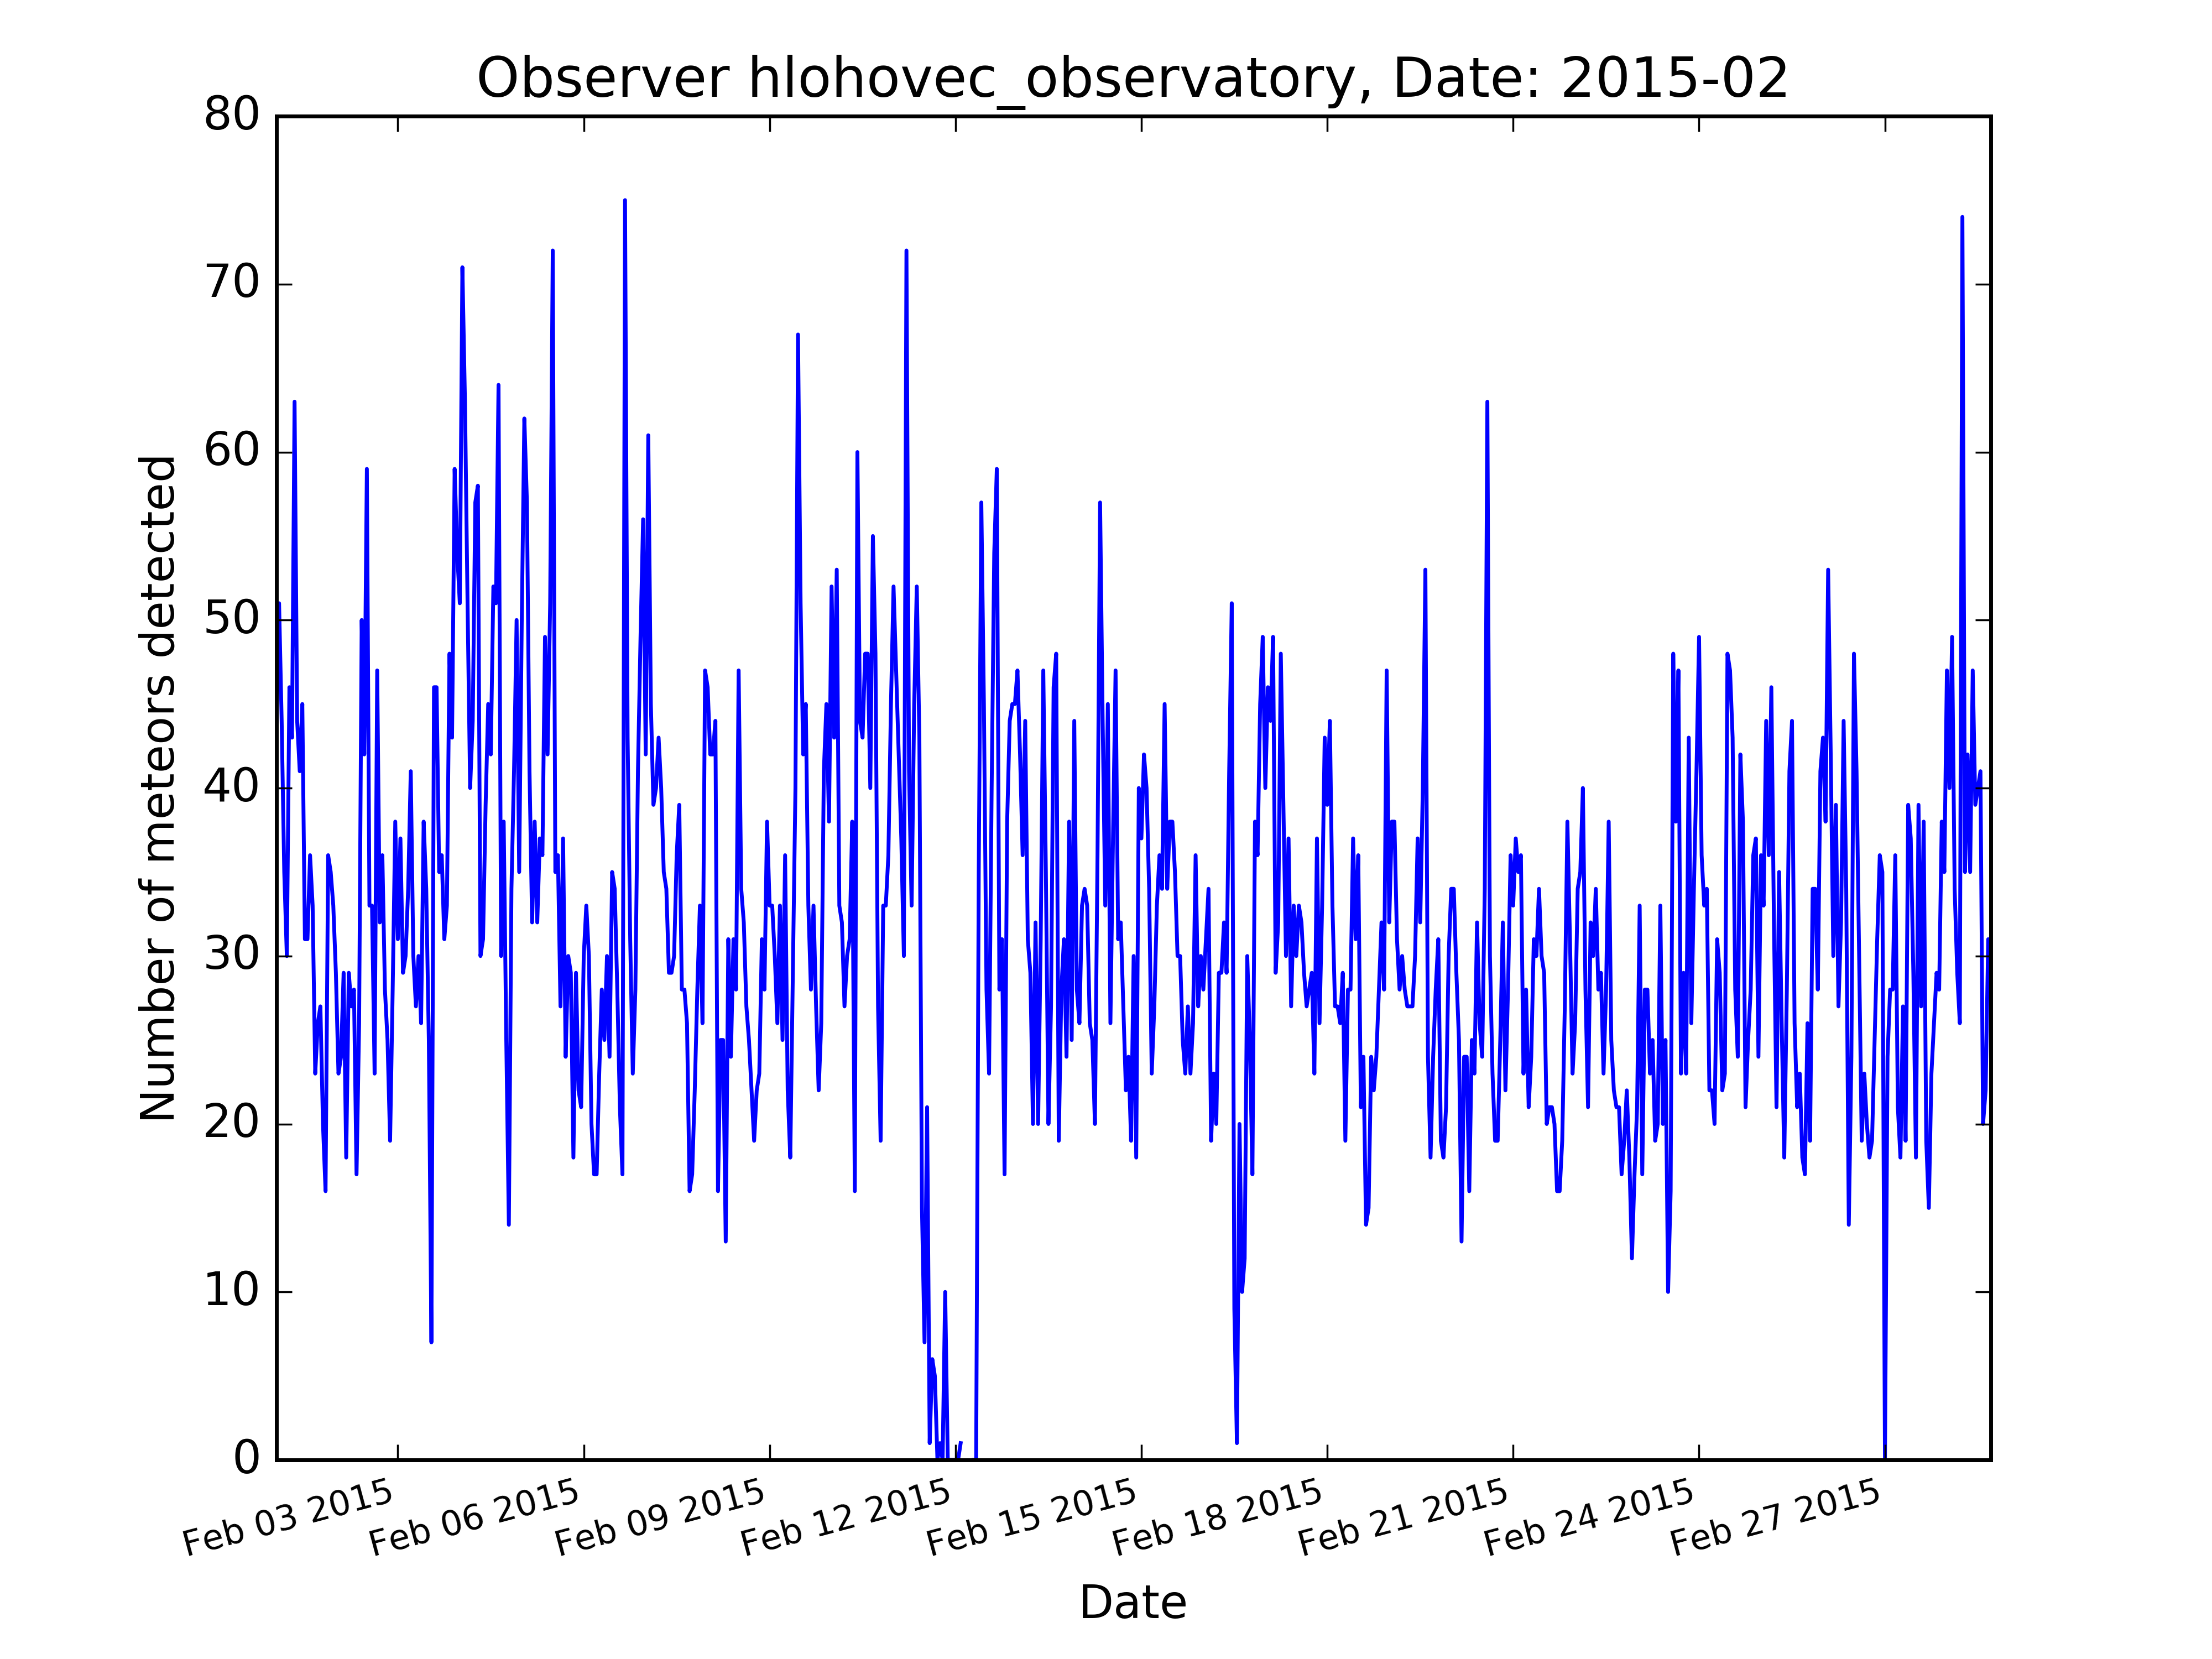 Observer hlohovec_observatory, Date: 2015-02
Number of meteors detected
80
70
60
50
40
30
20
10
0
Feb 03 2015
Feb 06 2015
Feb 09 2015
Feb 12 2015
Feb 15 2015
Feb 18 2015
Feb 21 2015
Feb 24 2015
Feb 27 2015
Date